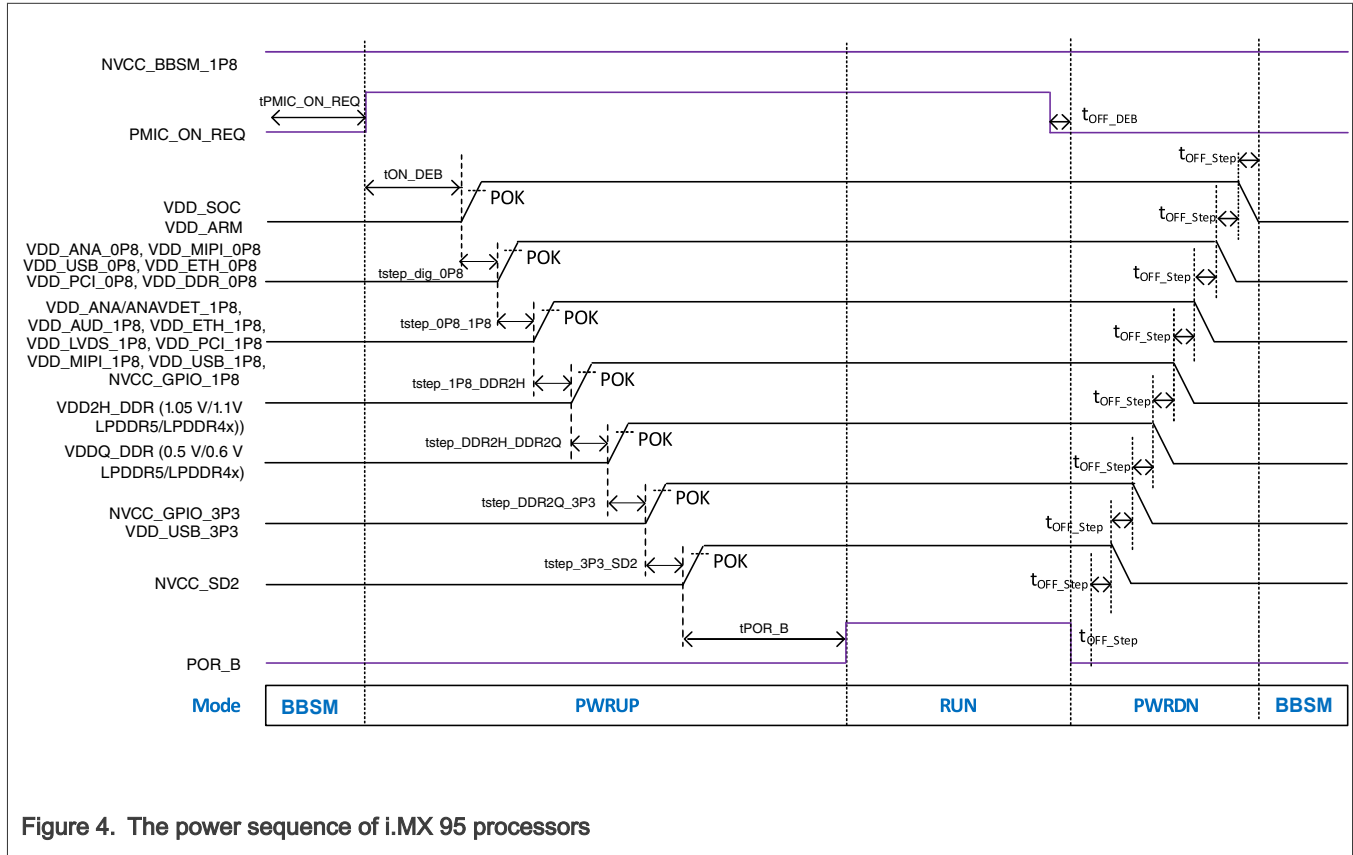 NVCC_BBSM_1P8
tPMIC_ON_REQ
PMIC_ON_REQ
tOFF_DEB
tOFF_Step
tON_DEB
POK
VDD_SOC
VDD_ARM
tOFF_Step
VDD_ANA_0P8, VDD_MIPI_0P8
VDD_USB_0P8, VDD_ETH_0P8
VDD_PCI_0P8, VDD_DDR_0P8
tstep_dig_0P8
POK
tOFF_Step
VDD_ANA/ANAVDET_1P8,
VDD_AUD_1P8, VDD_ETH_1P8,
VDD_LVDS_1P8, VDD_PCI_1P8
VDD_MIPI_1P8, VDD_USB_1P8,
NVCC_GPIO_1P8
tstep_0P8_1P8
POK
tOFF_Step
tstep_1P8_DDR2H
POK
tOFF_Step
VDD2H_DDR (1.05 V/1.1V
LPDDR5/LPDDR4x))
tstep_DDR2H_DDR2Q
POK
tOFF_Step
VDDQ_DDR (0.5 V/0.6 V
LPDDR5/LPDDR4x)
tstep_DDR2Q_3P3
POK
tOFF_Step
NVCC_GPIO_3P3
VDD_USB_3P3
tstep_3P3_SD2
POK
tOFF_Step
NVCC_SD2
tPOR_B
tOFF_Step
POR_B
Mode BBSM PWRUP RUN PWRDN BBSM
Figure 4. The power sequence of i.MX 95 processors